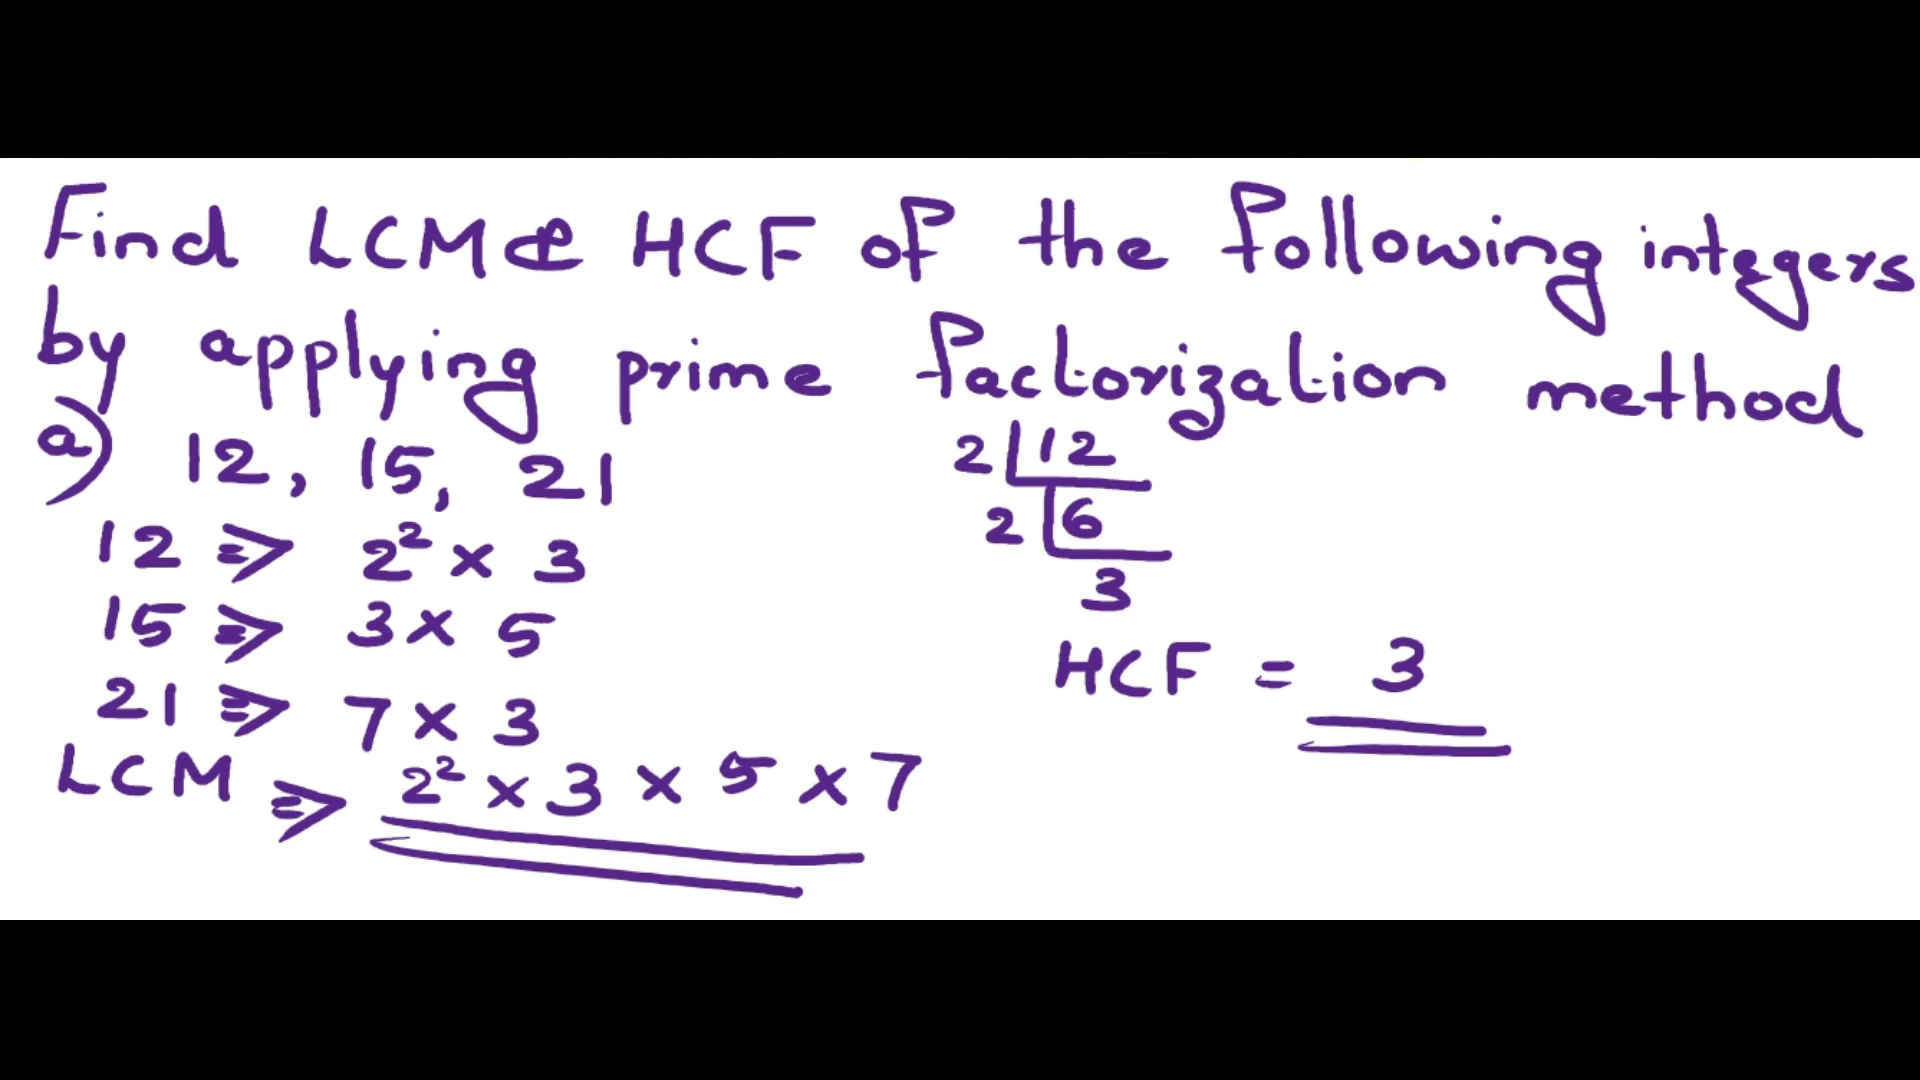 Find LCM & HCF of the following integers
by applying prime factorization method
a) 12, 15, 21
2 | 12
2 | 6
3
12 ⇒ 2² × 3
15 ⇒ 3 × 5
21 ⇒ 7 × 3
HCF = 3
LCM ⇒ 2² × 3 × 5 × 7